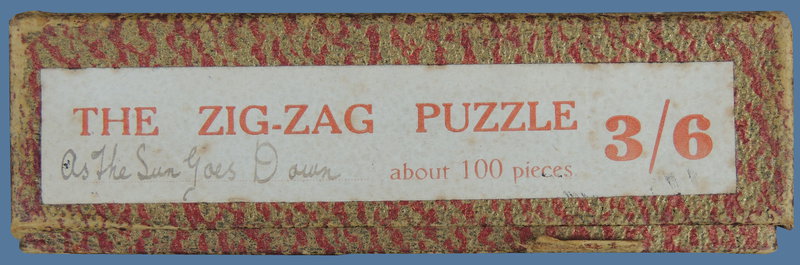 THE ZIG-ZAG PUZZLE 3/6
As The Sun Goes Down about 100 pieces